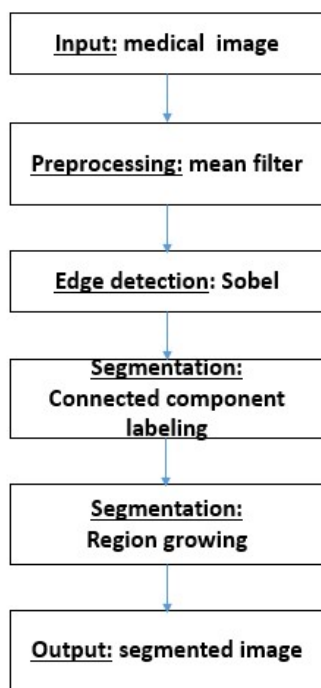 Input: medical image
Preprocessing: mean filter
Edge detection: Sobel
Segmentation:
Connected component
labeling
Segmentation:
Region growing
Output: segmented image